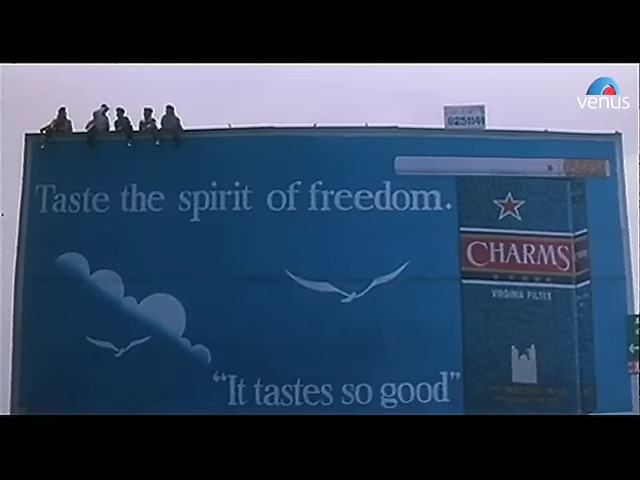 venus
Taste the spirit of freedom.
CHARMS
VIRGINIA FILTER
"It tastes so good"